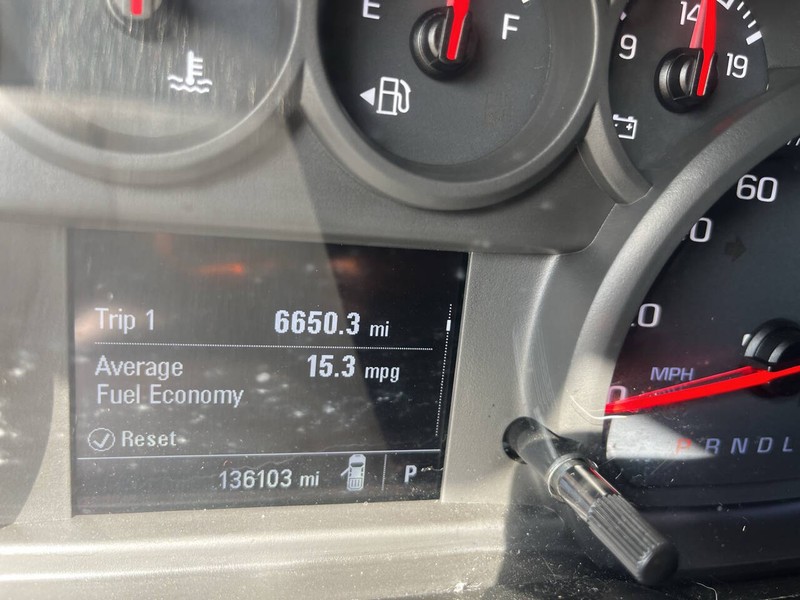 E
F
14
9
19
60
MPH
Trip 1 6650.3 mi
Average 15.3 mpg
Fuel Economy
Reset
136103 mi P
P R N D L